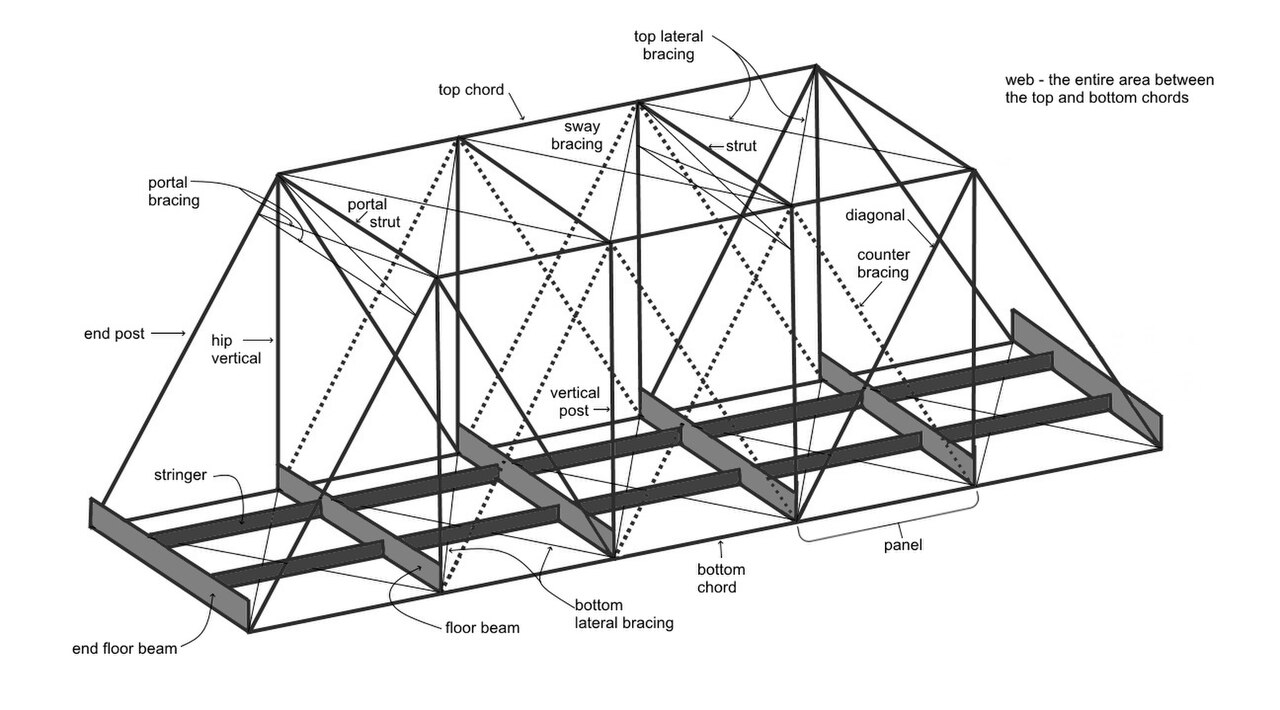 top lateral
bracing
web - the entire area between
the top and bottom chords
top chord
sway
bracing
strut
portal
bracing
portal
strut
diagonal
counter
bracing
end post
hip
vertical
vertical
post
stringer
panel
bottom
chord
bottom
lateral bracing
floor beam
end floor beam